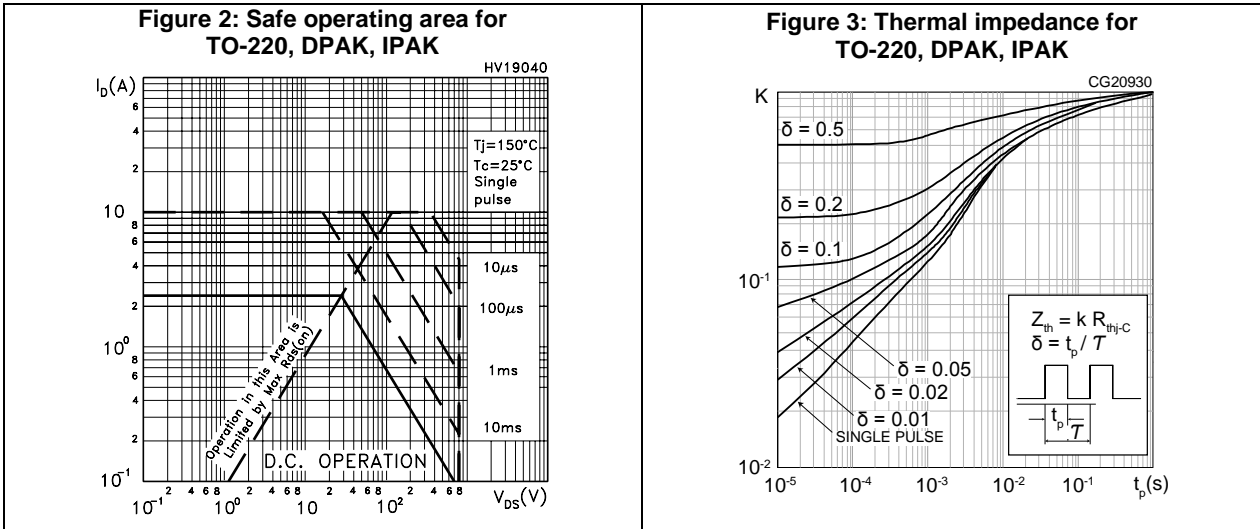 Figure 2: Safe operating area for
TO-220, DPAK, IPAK
HV19040
I_D(A)
6
4
2
10
8
6
4
2
10^0
8
6
4
2
10^-1
Tj=150°C
Tc=25°C
Single
pulse
10µs
100µs
1ms
10ms
Operation in this Area is
Limited by Max Rds(on)
D.C. OPERATION
10^-1 2 4 6 8 10^0 2 4 6 8 10^1 2 4 6 8 10^2 2 4 6 8 V_DS(V)
Figure 3: Thermal impedance for
TO-220, DPAK, IPAK
CG20930
K
δ = 0.5
δ = 0.2
δ = 0.1
10^-1
δ = 0.05
δ = 0.02
δ = 0.01
SINGLE PULSE
Z_th = k R_thj-C
δ = t_p / τ
t_p
τ
10^-2
10^-5 10^-4 10^-3 10^-2 10^-1 t_p(s)